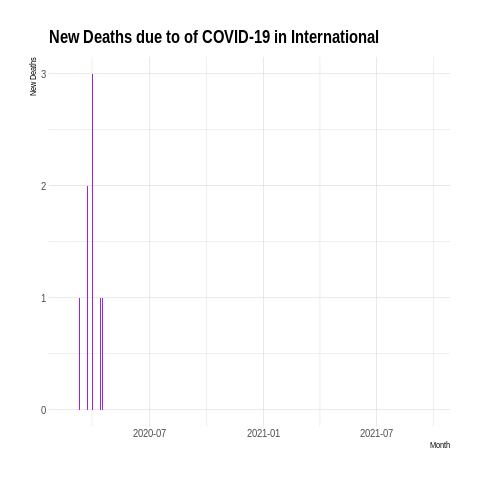 New Deaths due to of COVID-19 in International
New Deaths
3
2
1
0
2020-07
2021-01
2021-07
Month